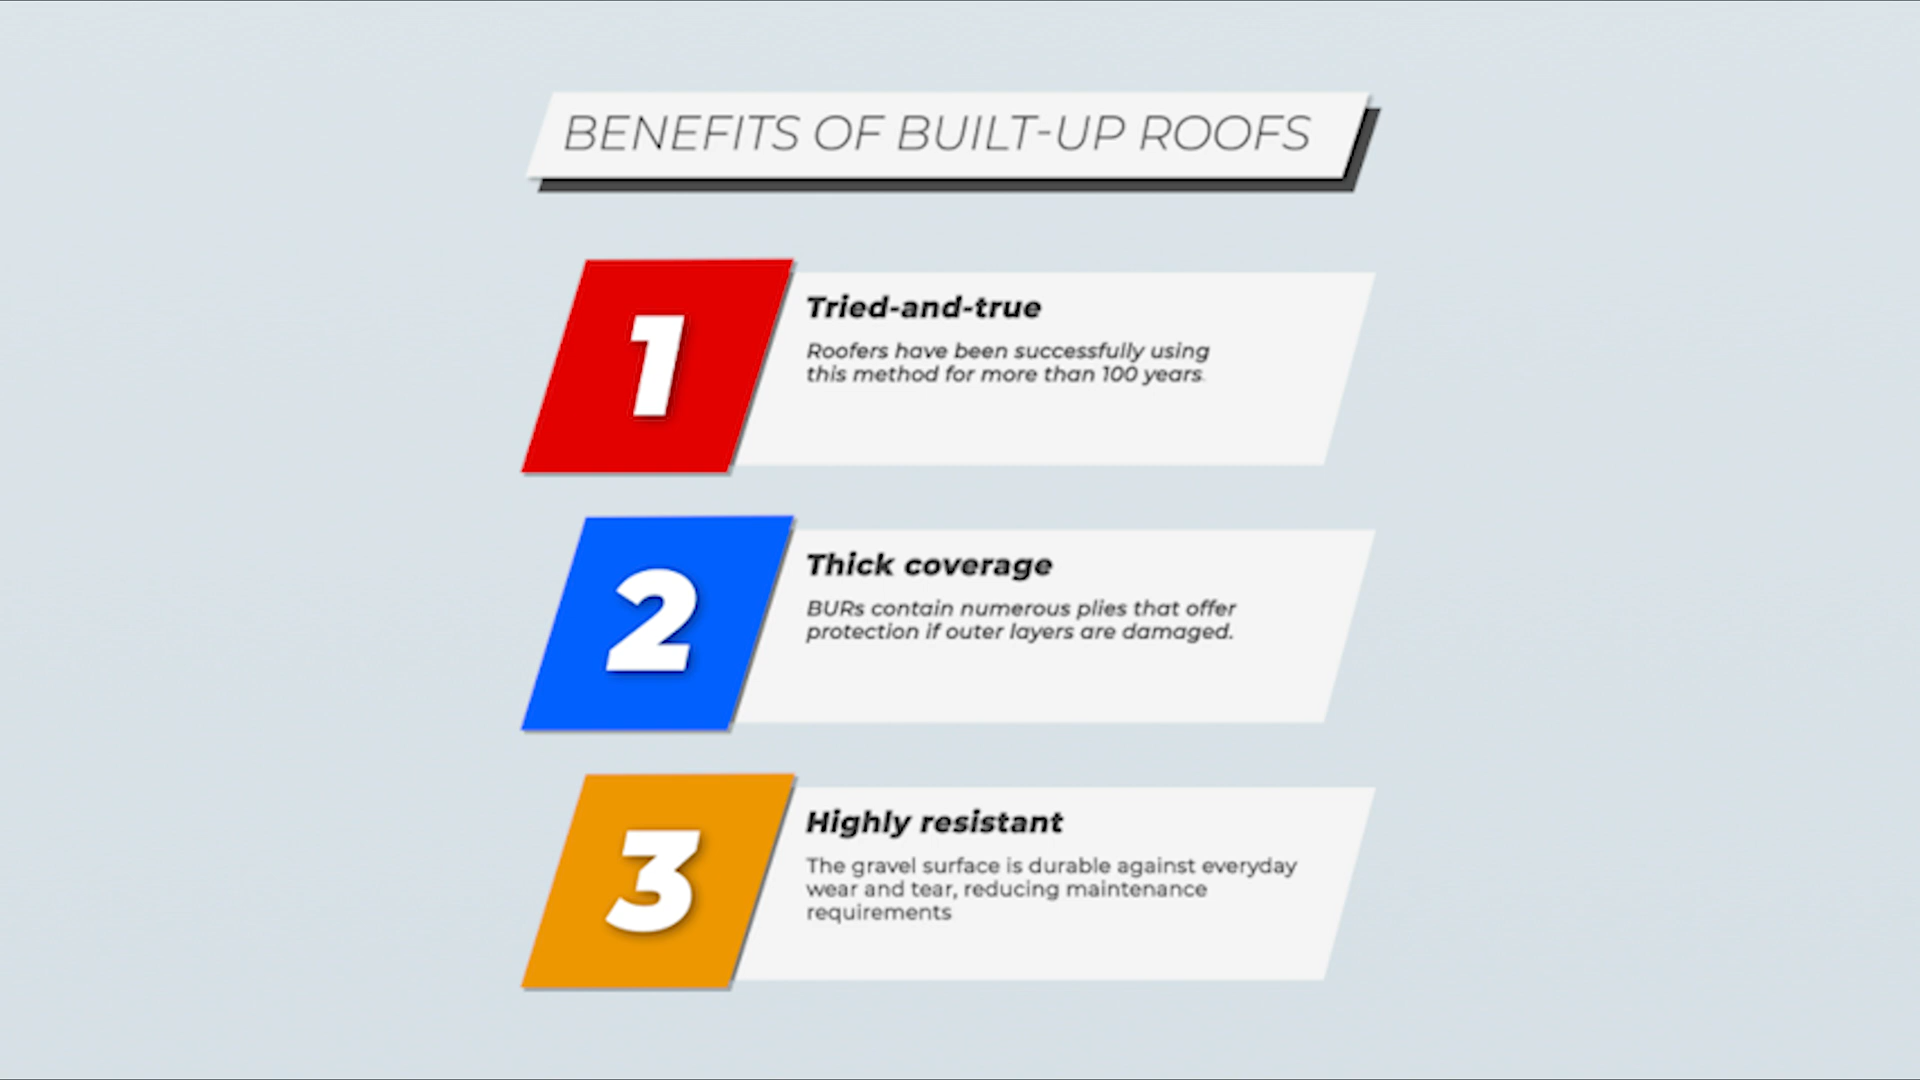 BENEFITS OF BUILT-UP ROOFS
1
Tried-and-true
Roofers have been successfully using
this method for more than 100 years.
2
Thick coverage
BURs contain numerous plies that offer
protection if outer layers are damaged.
3
Highly resistant
The gravel surface is durable against everyday
wear and tear, reducing maintenance
requirements